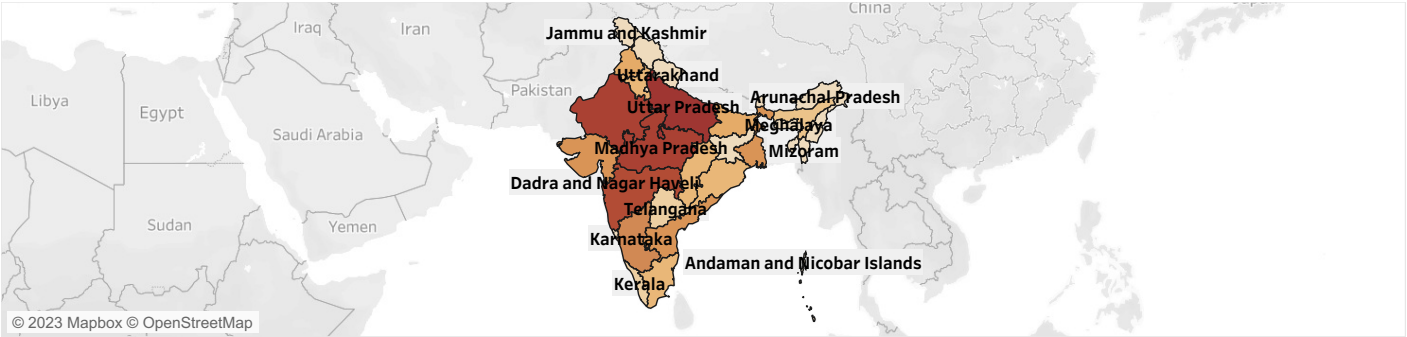 China
Iraq
Iran
Jammu and Kashmir
Uttarakhand
Pakistan
Libya
Egypt
Uttar Pradesh
Arunachal Pradesh
Meghalaya
Saudi Arabia
Madhya Pradesh
Mizoram
Dadra and Nagar Haveli
Telangana
Sudan
Yemen
Karnataka
Andaman and Nicobar Islands
Kerala
© 2023 Mapbox © OpenStreetMap